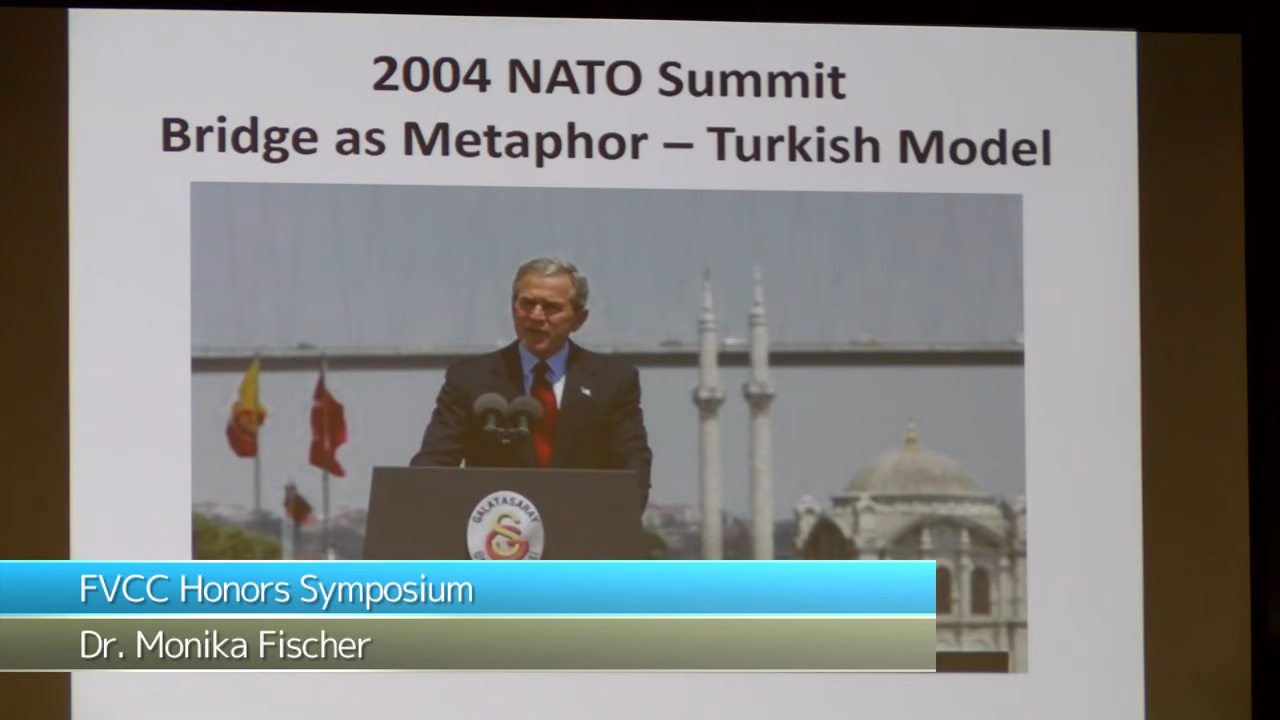 2004 NATO Summit
Bridge as Metaphor – Turkish Model
GALATASARAY
FVCC Honors Symposium
Dr. Monika Fischer